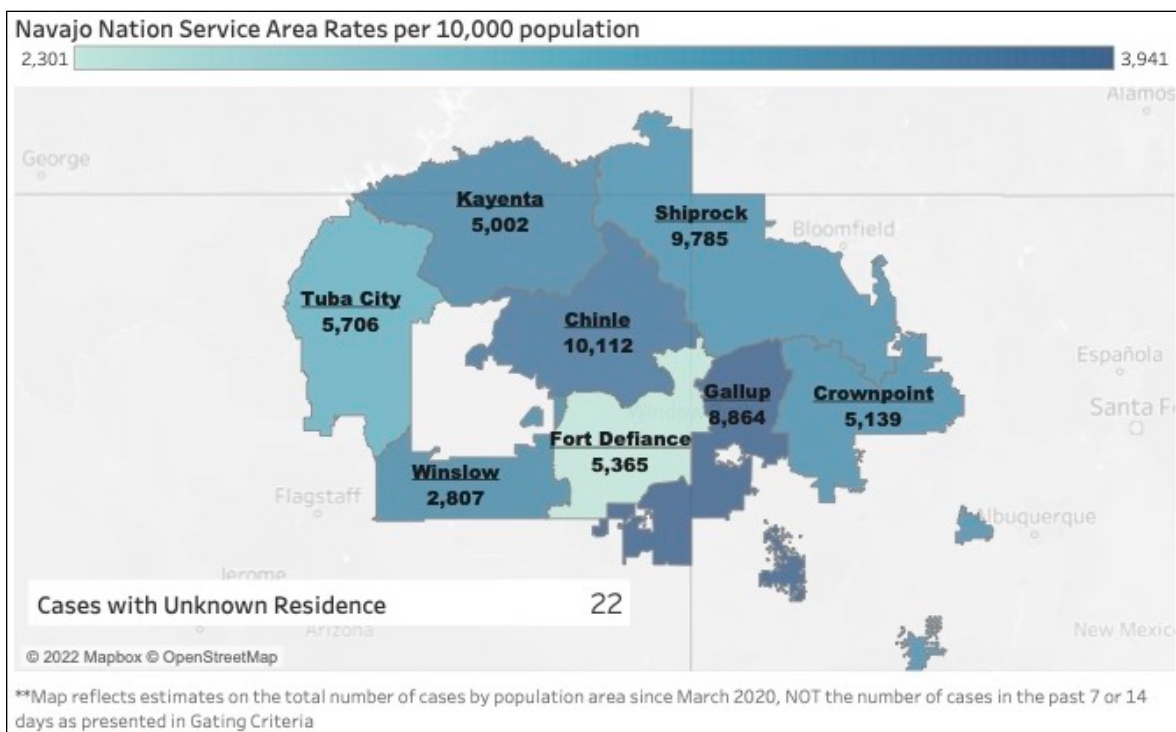 Navajo Nation Service Area Rates per 10,000 population
2,301
3,941
Alamos
George
Kayenta
5,002
Shiprock
9,785
Bloomfield
Tuba City
5,706
Chinle
10,112
Española
Gallup
8,864
Crownpoint
5,139
Santa F
Fort Defiance
5,365
Winslow
2,807
Flagstaff
Albuquerque
Jerome
Cases with Unknown Residence 22
Arizona
New Mexic
© 2022 Mapbox © OpenStreetMap
**Map reflects estimates on the total number of cases by population area since March 2020, NOT the number of cases in the past 7 or 14
days as presented in Gating Criteria